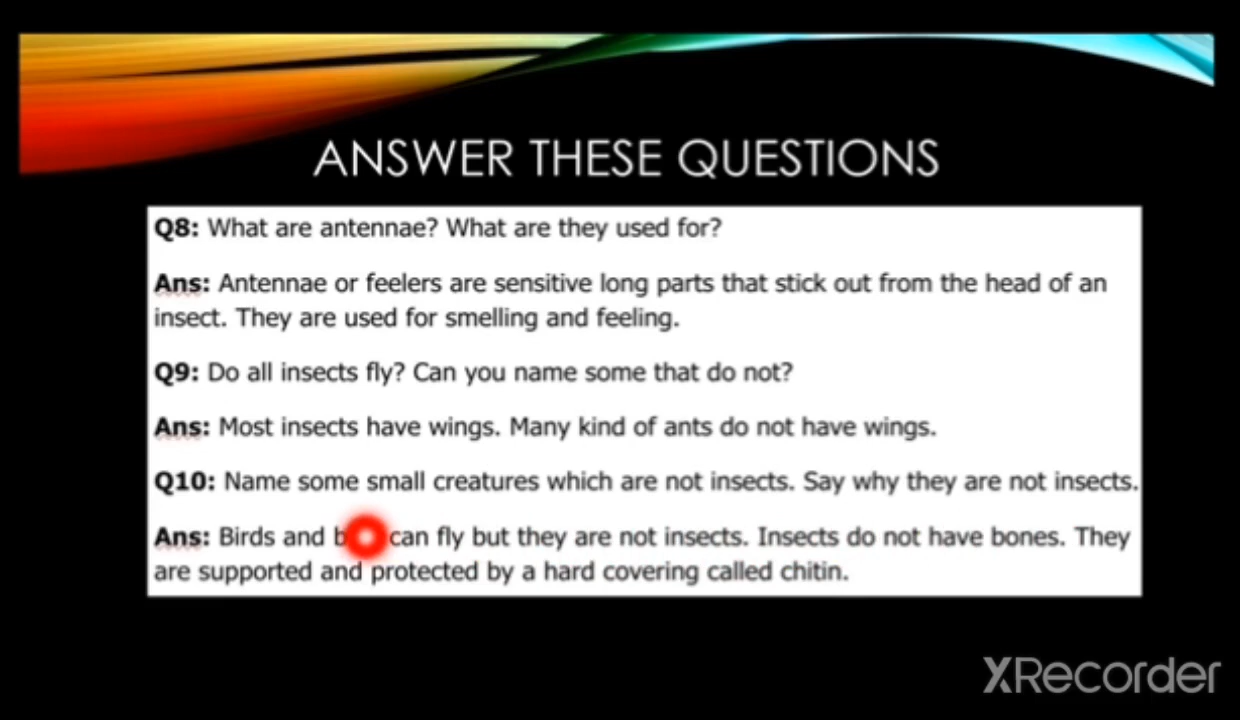 ANSWER THESE QUESTIONS
Q8: What are antennae? What are they used for?
Ans: Antennae or feelers are sensitive long parts that stick out from the head of an
insect. They are used for smelling and feeling.
Q9: Do all insects fly? Can you name some that do not?
Ans: Most insects have wings. Many kind of ants do not have wings.
Q10: Name some small creatures which are not insects. Say why they are not insects.
Ans: Birds and can fly but they are not insects. Insects do not have bones. They
are supported and protected by a hard covering called chitin.
XRecorder